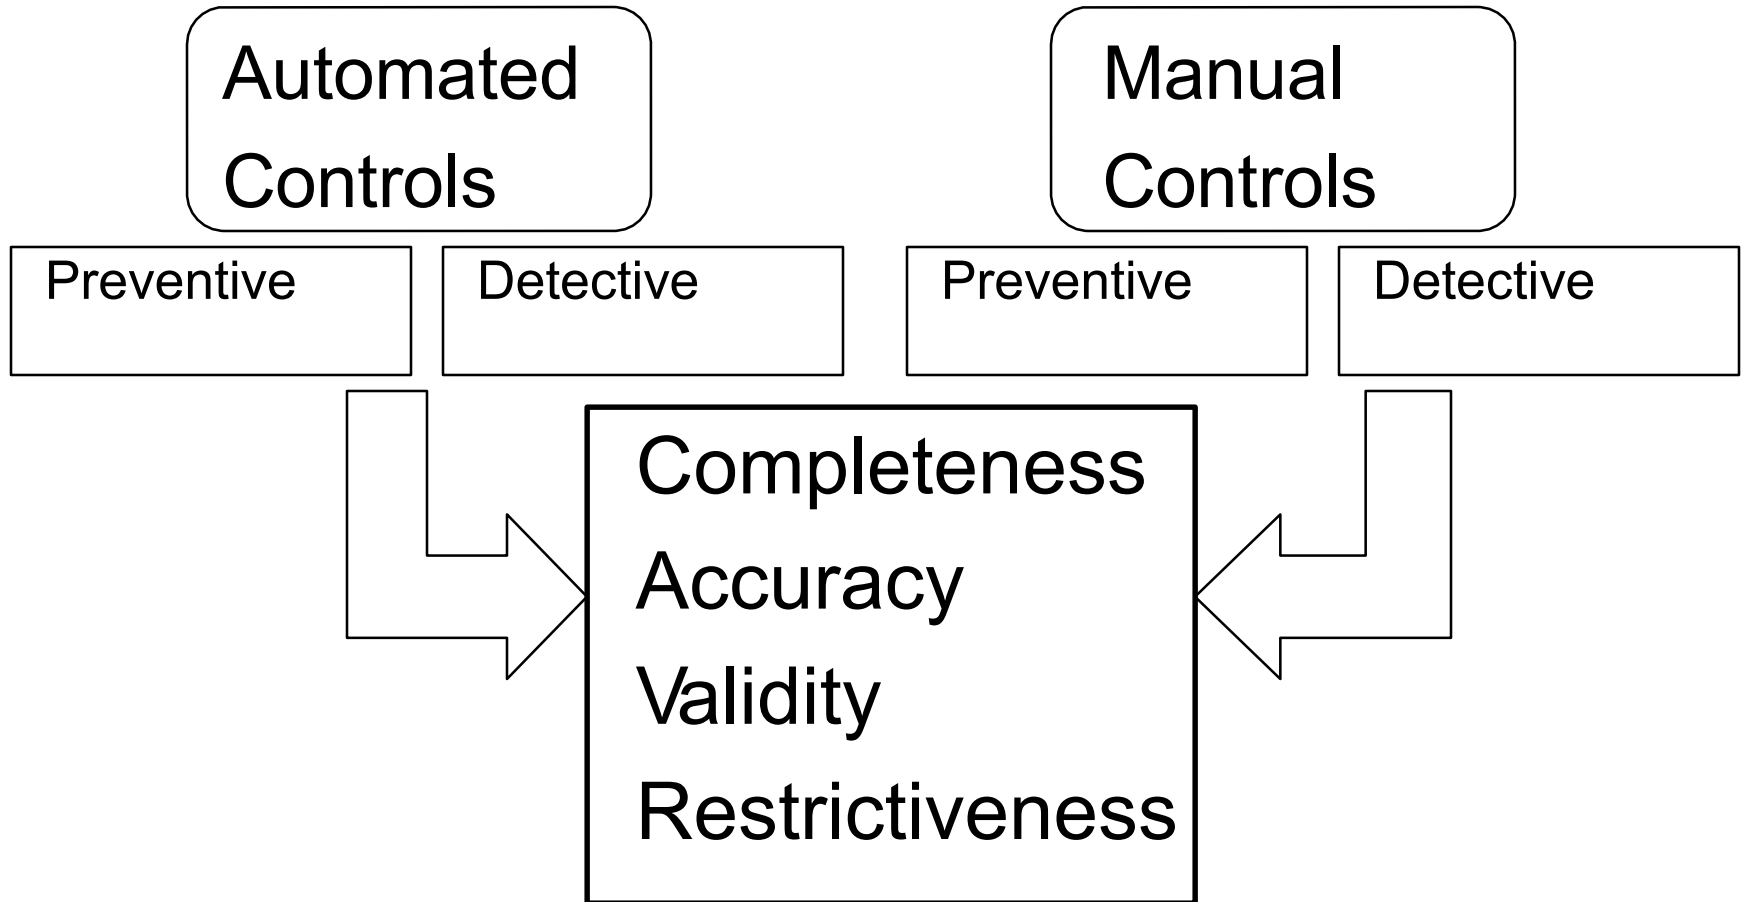 Automated
Controls
Manual
Controls
Preventive
Detective
Preventive
Detective
Completeness
Accuracy
Validity
Restrictiveness